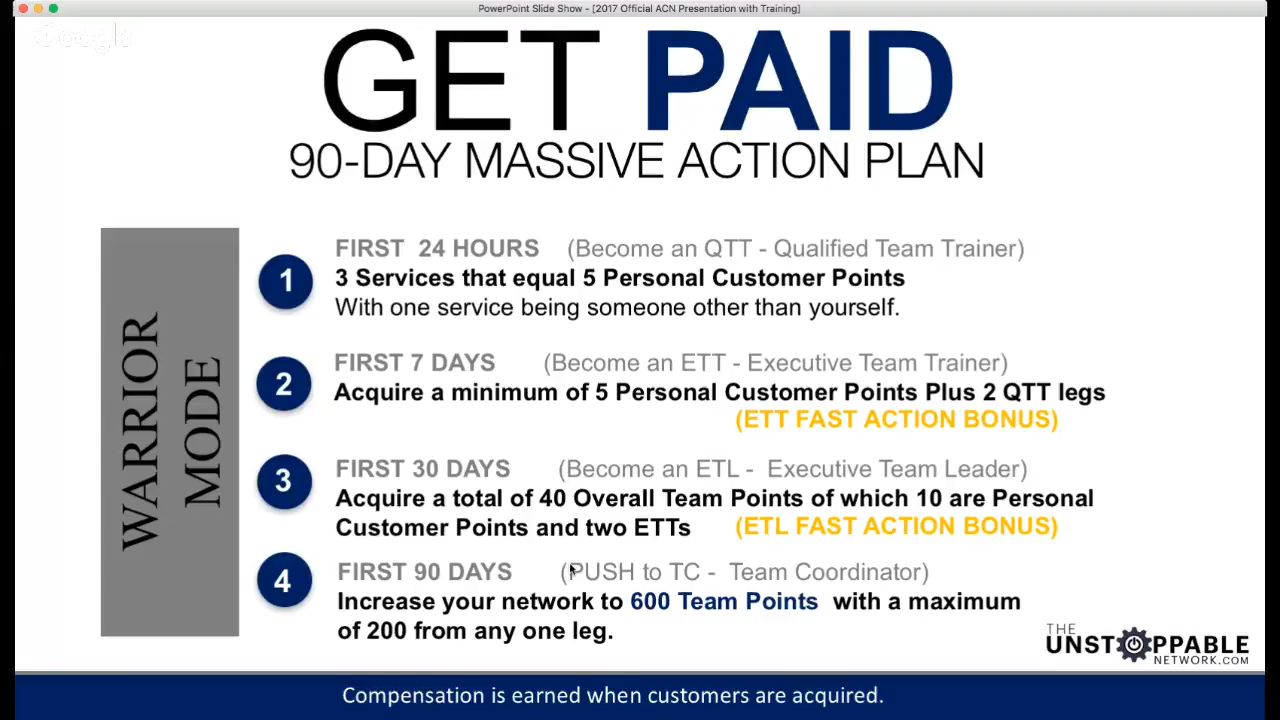 PowerPoint Slide Show - [2017 Official ACN Presentation with Training]
Google
GET PAID
90-DAY MASSIVE ACTION PLAN
WARRIOR
MODE
1
FIRST 24 HOURS (Become an QTT - Qualified Team Trainer)
3 Services that equal 5 Personal Customer Points
With one service being someone other than yourself.
2
FIRST 7 DAYS (Become an ETT - Executive Team Trainer)
Acquire a minimum of 5 Personal Customer Points Plus 2 QTT legs
(ETT FAST ACTION BONUS)
3
FIRST 30 DAYS (Become an ETL - Executive Team Leader)
Acquire a total of 40 Overall Team Points of which 10 are Personal
Customer Points and two ETTs (ETL FAST ACTION BONUS)
4
FIRST 90 DAYS (PUSH to TC - Team Coordinator)
Increase your network to 600 Team Points with a maximum
of 200 from any one leg.
THE
UNSTOPPABLE
NETWORK.COM
Compensation is earned when customers are acquired.